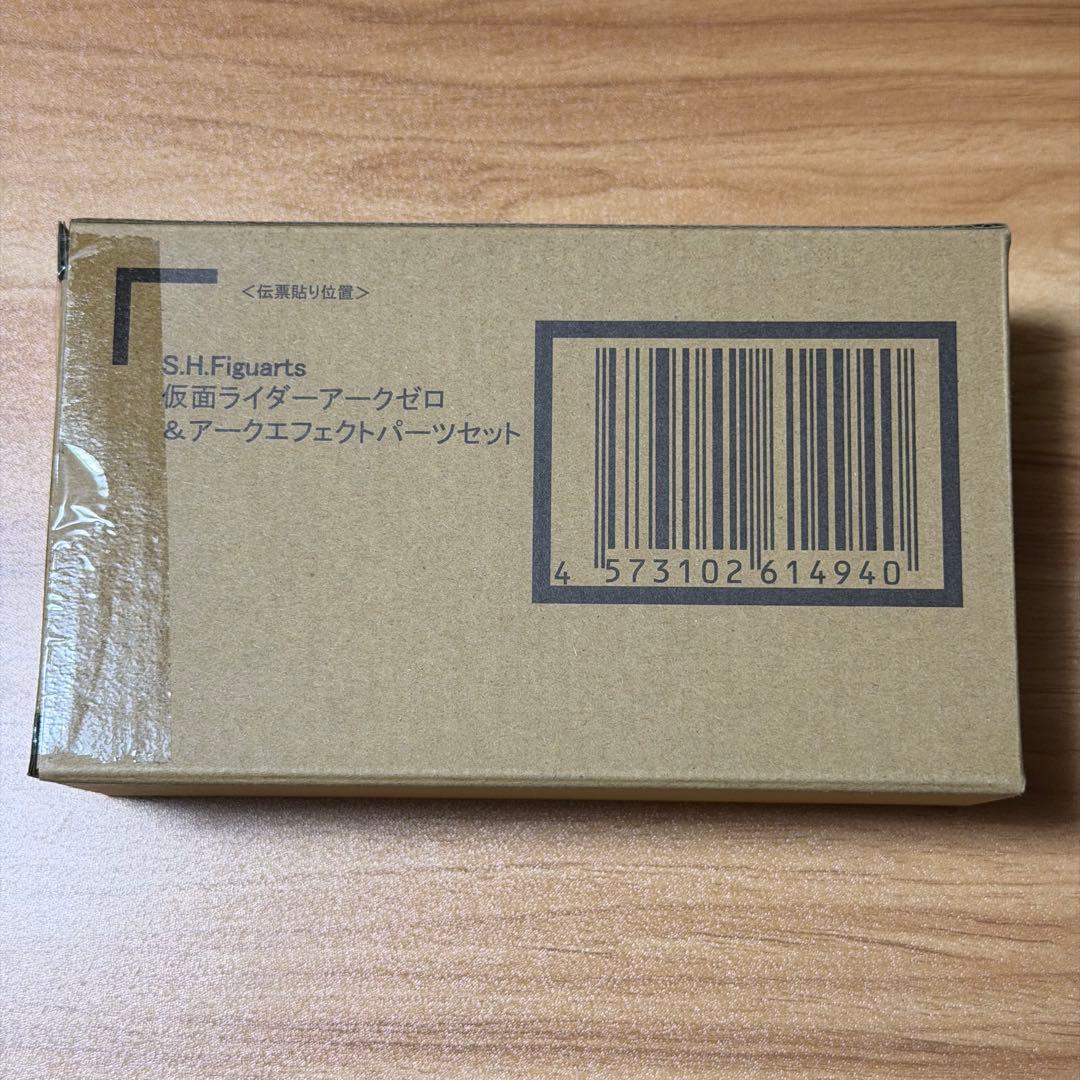 ＜伝票貼り位置＞
S.H.Figuarts
仮面ライダーアークゼロ
＆アークエフェクトパーツセット
4 573102 614940